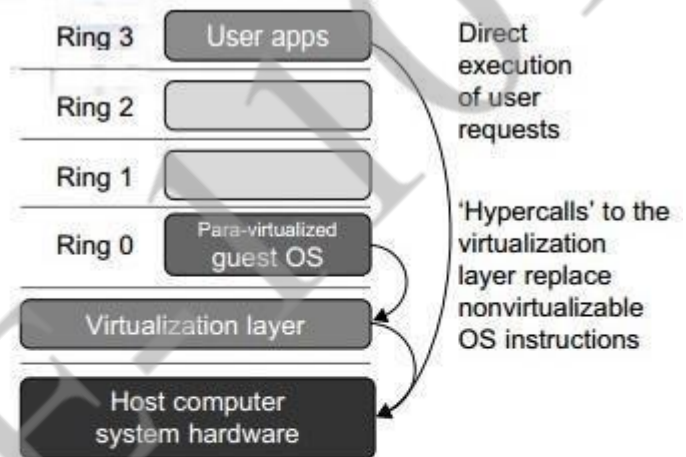 Ring 3
User apps
Direct
execution
of user
requests
Ring 2
Ring 1
Ring 0
Para-virtualized
guest OS
'Hypercalls' to the
virtualization
layer replace
nonvirtualizable
OS instructions
Virtualization layer
Host computer
system hardware